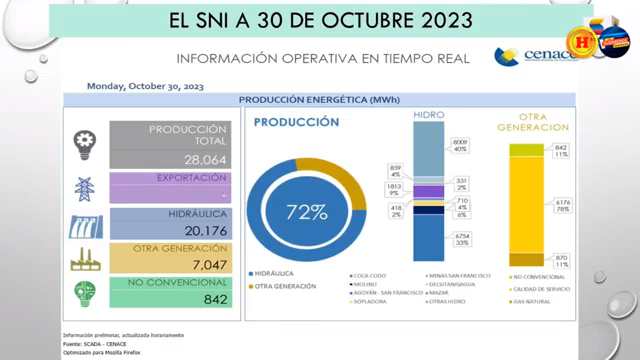 EL SNI A 30 DE OCTUBRE 2023
INFORMACIÓN OPERATIVA EN TIEMPO REAL
cenace
H
Monday, October 30, 2023
PRODUCCIÓN ENERGÉTICA (MWh)
PRODUCCIÓN
TOTAL
28,064
EXPORTACIÓN
-
HIDRÁULICA
20,176
OTRA GENERACIÓN
7,047
NO CONVENCIONAL
842
PRODUCCIÓN
72%
HIDRÁULICA
OTRA GENERACIÓN
HIDRO
8009
40%
859
4%
331
2%
1813
9%
710
4%
418
2%
6%
6754
33%
COCA CODO
MINAS SAN FRANCISCO
MOLINO
DELSITANISAGUA
AGOYÁN - SAN FRANCISCO
MAZAR
SOPLADORA
OTRAS HIDRO
OTRA
GENERACION
842
11%
6176
78%
870
11%
NO CONVENCIONAL
CALIDAD DE SERVICIO
GAS NATURAL
Información preliminar, actualizada horariamente
Fuente: SCADA - CENACE
Optimizado para Mozilla Firefox